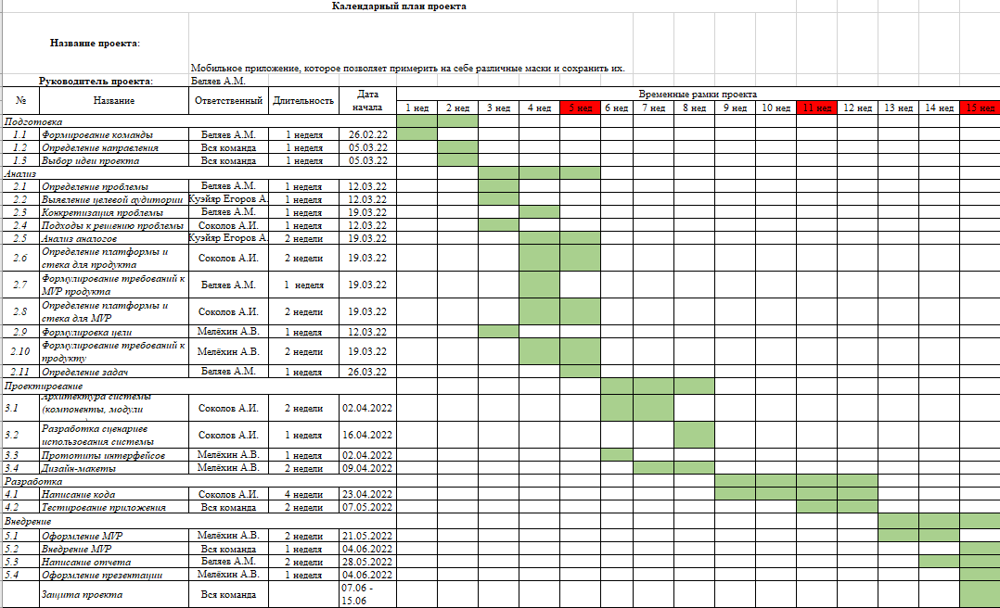 Календарный план проекта
Название проекта:
Мобильное приложение, которое позволяет примерить на себе различные маски и сохранить их.
Руководитель проекта: Беляев А.М.
№ Название Ответственный Длительность Дата начала Временные рамки проекта
1 нед 2 нед 3 нед 4 нед 5 нед 6 нед 7 нед 8 нед 9 нед 10 нед 11 нед 12 нед 13 нед 14 нед 15 нед
Подготовка
1.1 Формирование команды Беляев А.М. 1 неделя 26.02.22
1.2 Определение направления Вся команда 1 неделя 05.03.22
1.3 Выбор идеи проекта Вся команда 1 неделя 05.03.22
Анализ
2.1 Определение проблемы Беляев А.М. 1 неделя 12.03.22
2.2 Выявление целевой аудитории Куэйяр Егоров А. 1 неделя 12.03.22
2.3 Конкретизация проблемы Беляев А.М. 1 неделя 19.03.22
2.4 Подходы к решению проблемы Соколов А.И. 1 неделя 12.03.22
2.5 Анализ аналогов Куэйяр Егоров А. 2 недели 19.03.22
2.6 Определение платформы и стека для продукта Соколов А.И. 2 недели 19.03.22
2.7 Формулирование требований к MVP продукта Беляев А.М. 1 неделя 19.03.22
2.8 Определение платформы и стека для MVP Соколов А.И. 2 недели 19.03.22
2.9 Формулировка цели Мелёхин А.В. 1 неделя 12.03.22
2.10 Формулирование требований к продукту Мелёхин А.В. 2 недели 19.03.22
2.11 Определение задач Беляев А.М. 1 неделя 26.03.22
Проектирование
3.1 Архитектура системы (компоненты, модули Соколов А.И. 2 недели 02.04.2022
3.2 Разработка сценариев использования системы Соколов А.И. 1 неделя 16.04.2022
3.3 Прототипы интерфейсов Мелёхин А.В. 1 неделя 02.04.2022
3.4 Дизайн-макеты Мелёхин А.В. 2 недели 09.04.2022
Разработка
4.1 Написание кода Соколов А.И. 4 недели 23.04.2022
4.2 Тестирование приложения Вся команда 2 недели 07.05.2022
Внедрение
5.1 Оформление MVP Мелёхин А.В. 2 недели 21.05.2022
5.2 Внедрение MVP Вся команда 1 неделя 04.06.2022
5.3 Написание отчета Беляев А.М. 2 недели 28.05.2022
5.4 Оформление презентации Мелёхин А.В. 1 неделя 04.06.2022
Защита проекта Вся команда 07.06 - 15.06